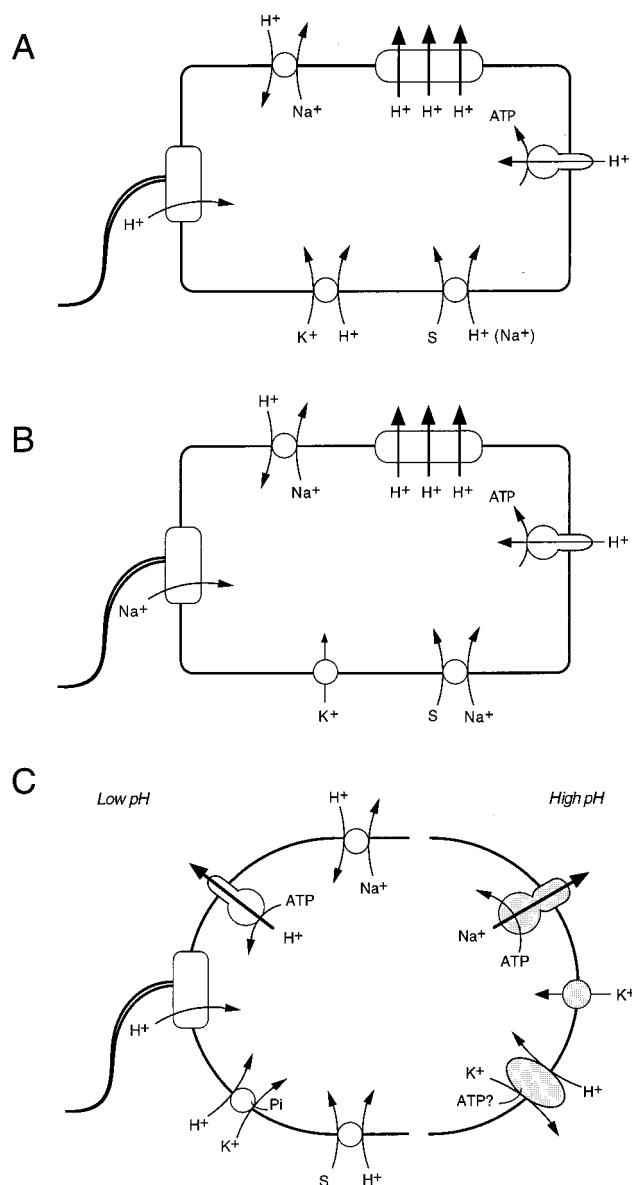 A
H+
Na+
H+ H+ H+
ATP
H+
H+
K+ H+ S H+ (Na+)
B
H+
Na+
H+ H+ H+
ATP
H+
Na+
K+
S Na+
C
Low pH
High pH
H+
Na+
ATP
H+
Na+
ATP
K+
H+
H+
K+
Pi
K+
ATP?
H+
S H+